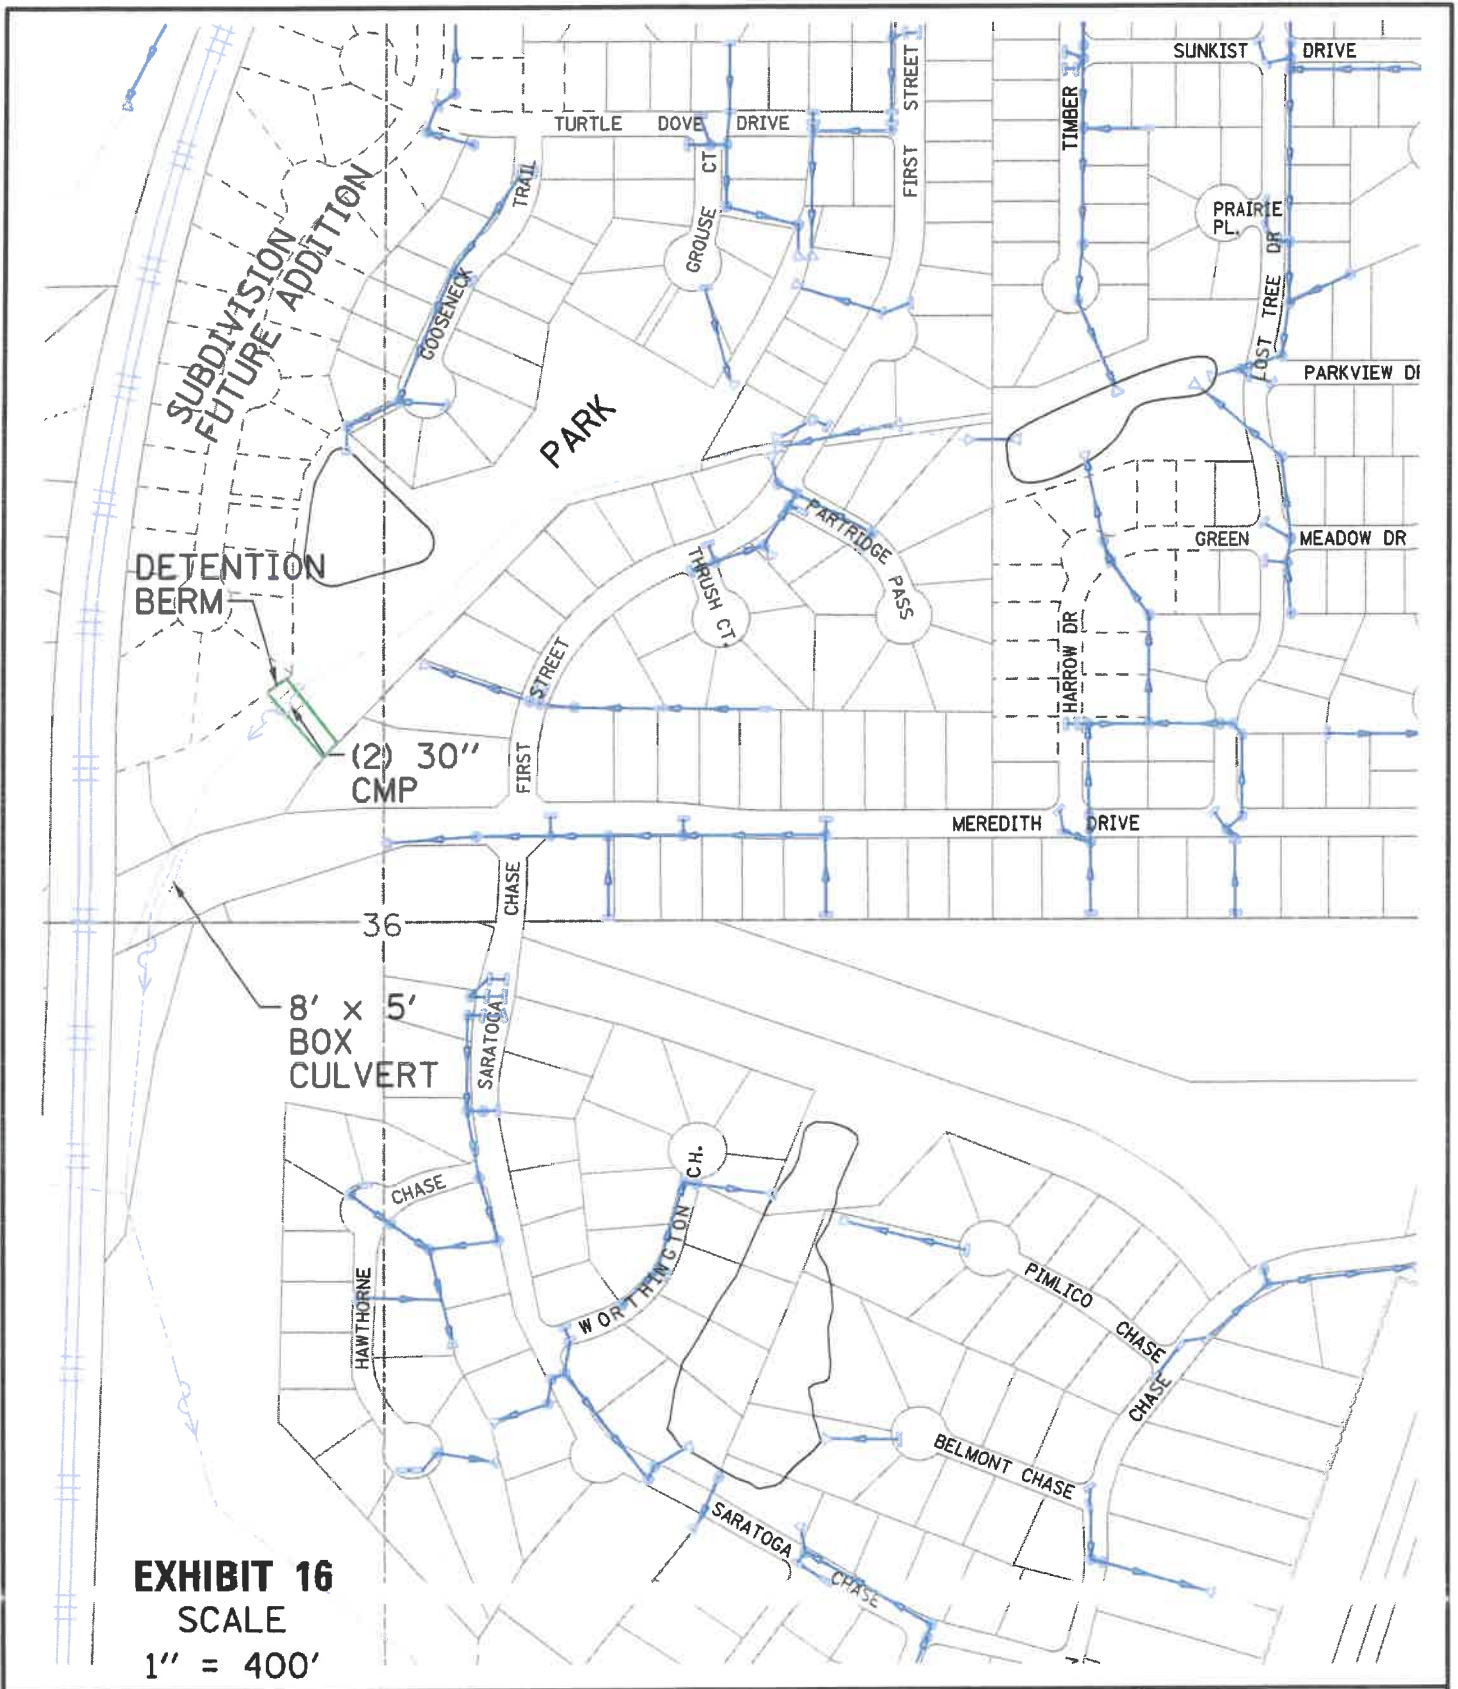 SUNKIST DRIVE
TIMBER
FIRST STREET
TURTLE DOVE DRIVE
TRAIL
GROUSE CT
PRAIRIE
PL.
LOST TREE DR
SUBDIVISION
FUTURE ADDITION
GOOSENECK
PARKVIEW
PARK
PARTRIDGE PASS
GREEN MEADOW DR
DETENTION
BERM
THRUSH CT.
HARROW DR
FIRST STREET
(2) 30"
CMP
MEREDITH DRIVE
CHASE
36
8' x 5'
BOX
CULVERT
SARATOGA
CHASE
WORTHINGTON CH.
HAWTHORNE
PIMLICO CHASE
CHASE
BELMONT CHASE
SARATOGA CHASE
EXHIBIT 16
SCALE
1" = 400'